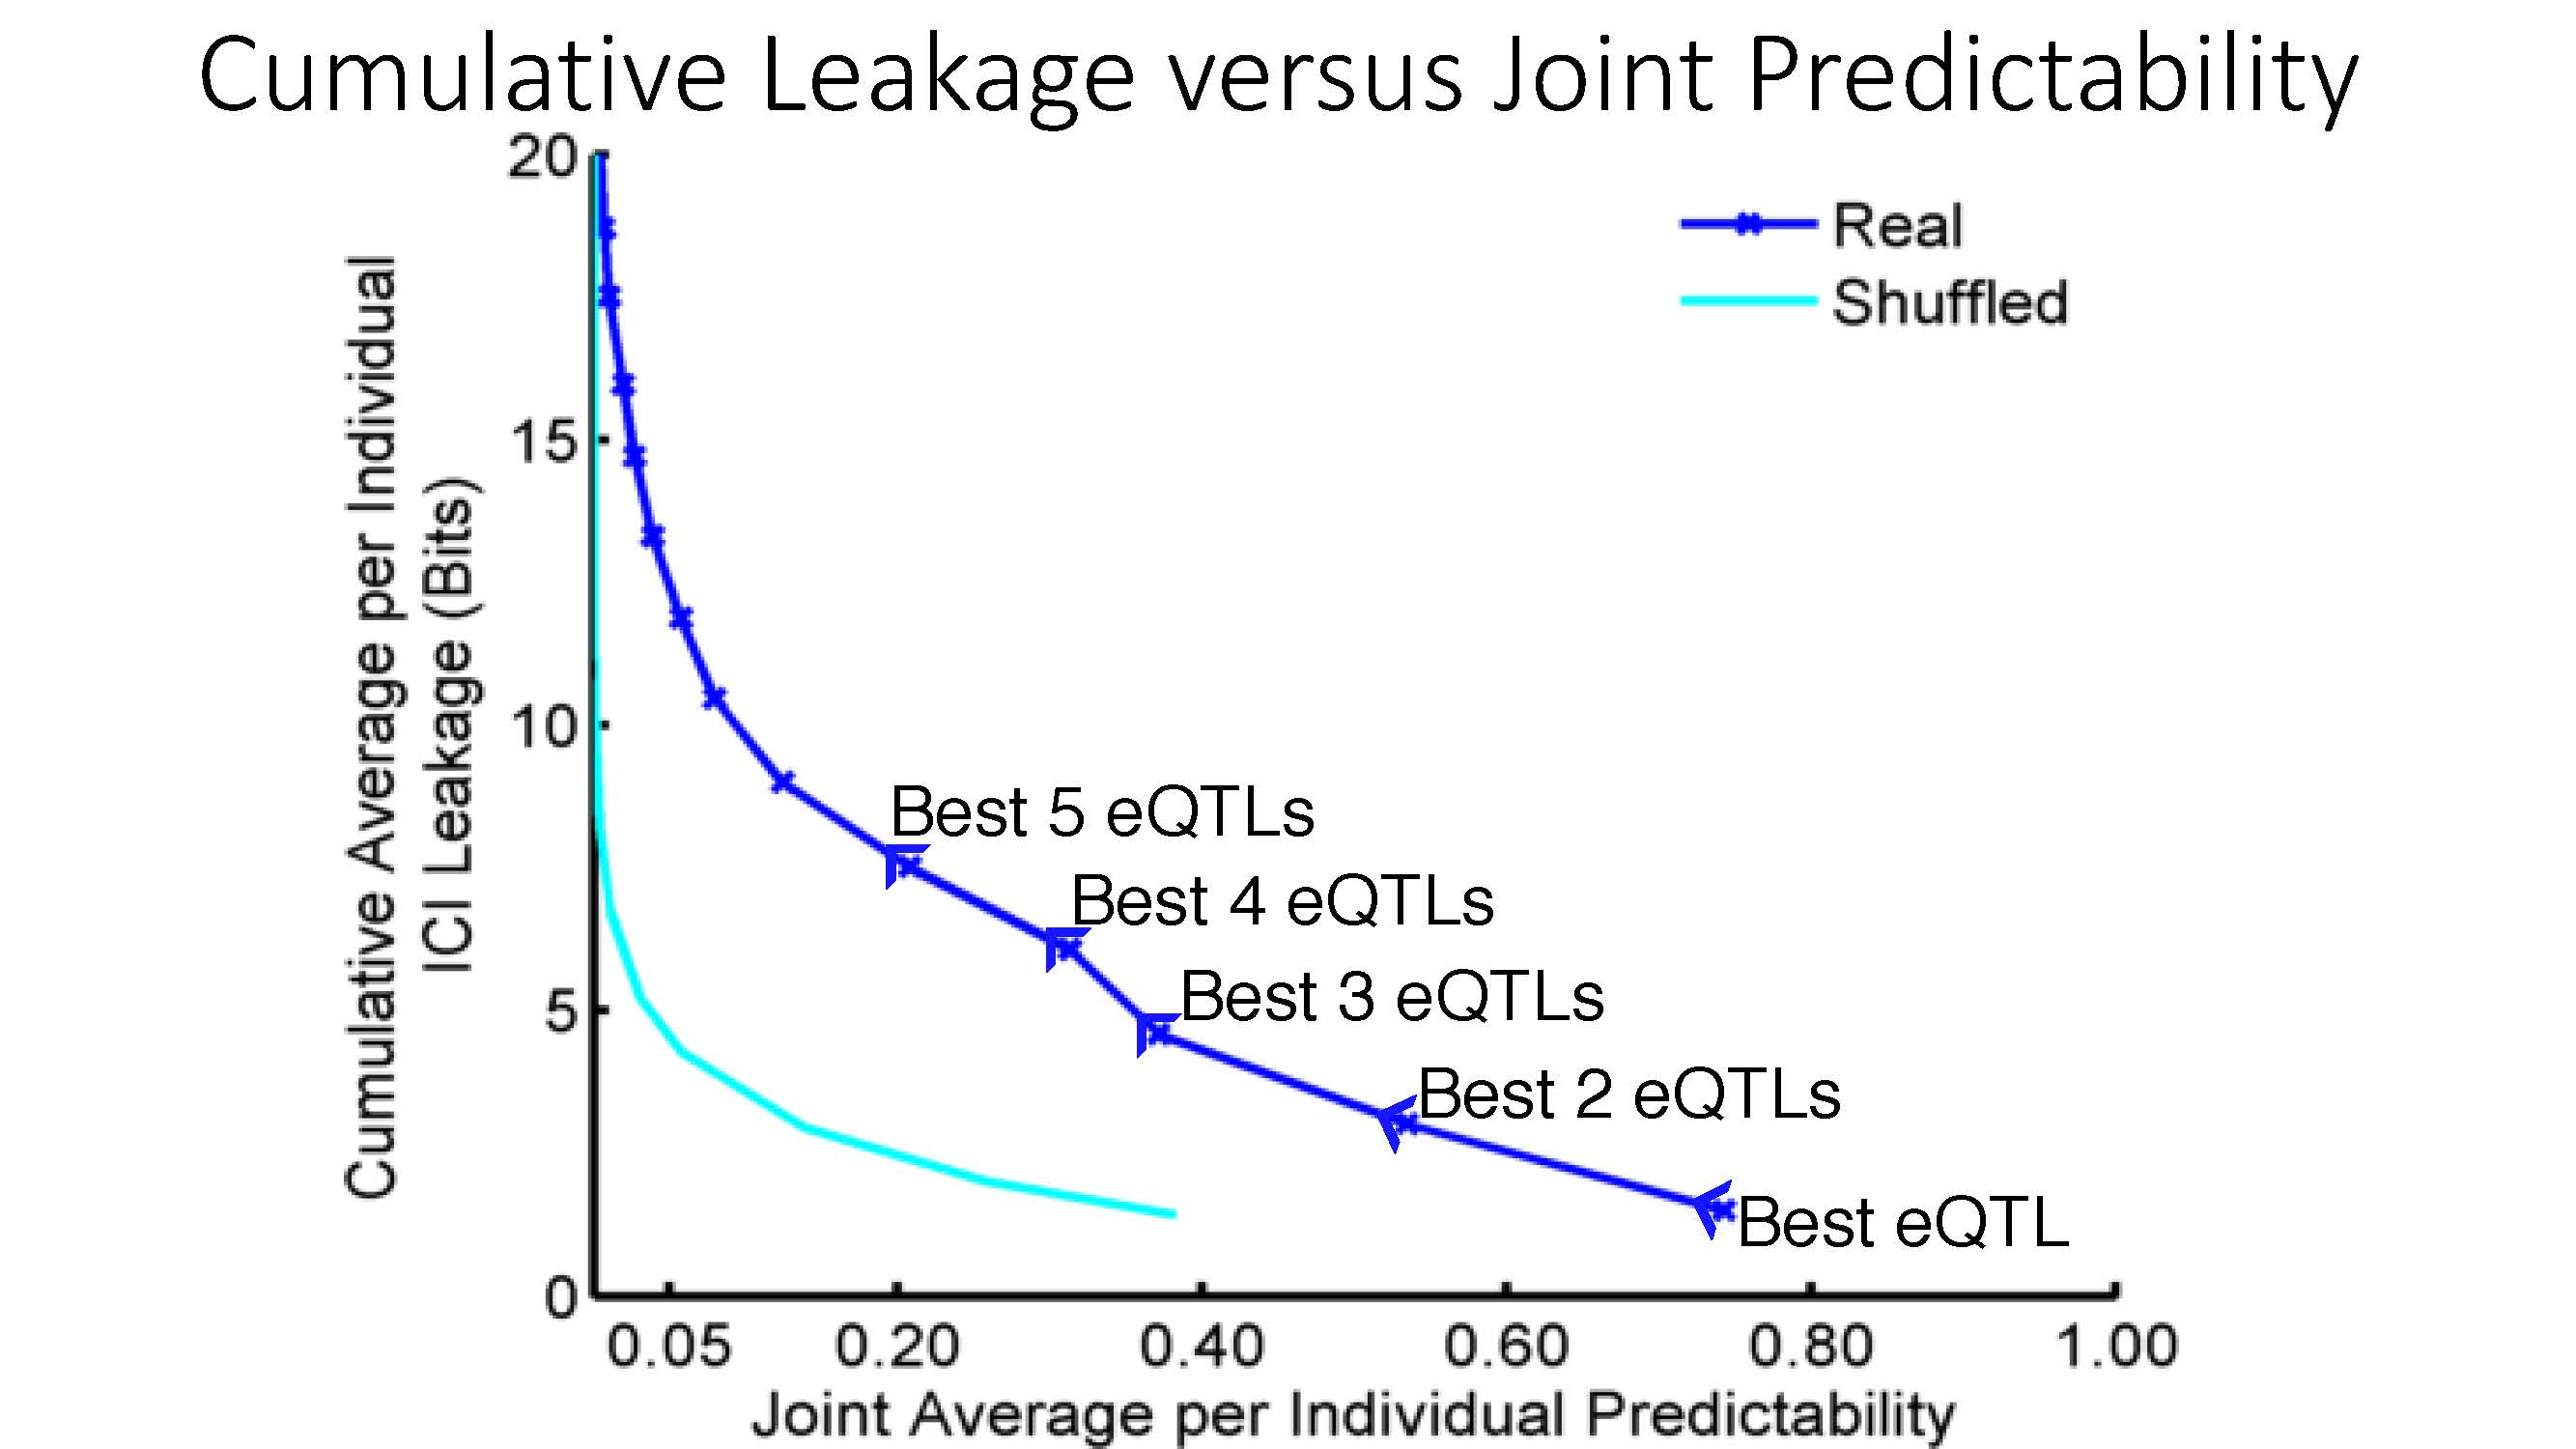 Cumulative Leakage versus Joint Predictability
Cumulative Average per Individual
ICI Leakage (Bits)
20
15
10
5
0
Real
Shuffled
Best 5 eQTLs
Best 4 eQTLs
Best 3 eQTLs
Best 2 eQTLs
Best eQTL
0.05 0.20 0.40 0.60 0.80 1.00
Joint Average per Individual Predictability